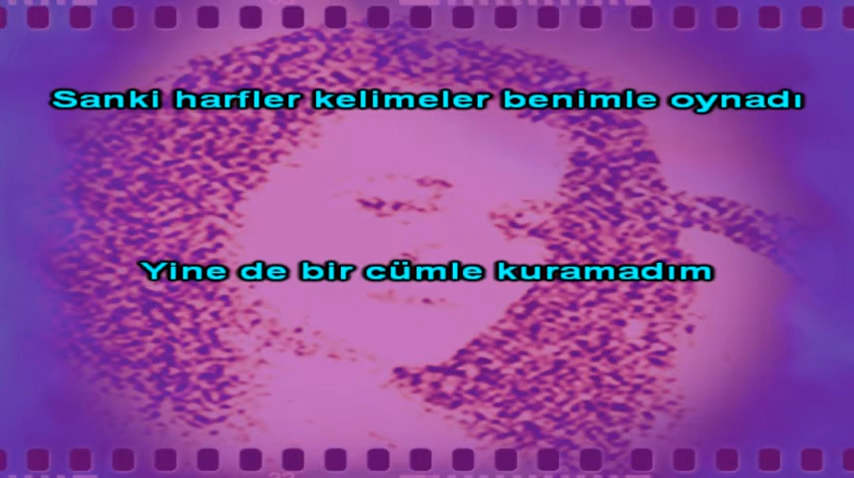 Sanki harfler kelimeler benimle oynadı
Yine de bir cümle kuramadım